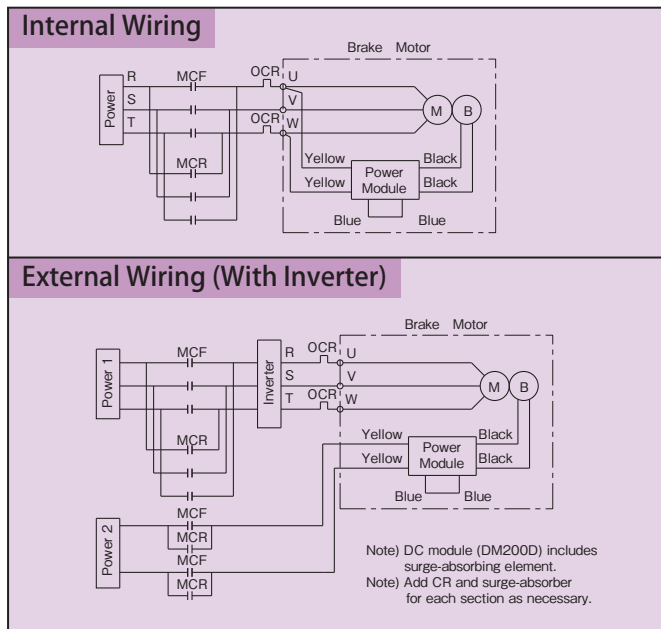 Internal Wiring
Brake Motor
Power
R
S
T
MCF
MCR
OCR
OCR
U
V
W
M
B
Yellow
Yellow
Power
Module
Black
Black
Blue
Blue
External Wiring (With Inverter)
Brake Motor
Power 1
MCF
MCR
Inverter
R
S
T
OCR
OCR
U
V
W
M
B
Yellow
Yellow
Power
Module
Black
Black
Blue
Blue
Power 2
MCF
MCR
MCF
MCR
Note) DC module (DM200D) includes
surge-absorbing element.
Note) Add CR and surge-absorber
for each section as necessary.